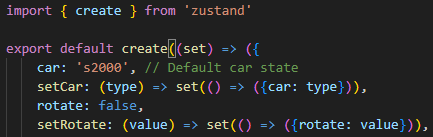 import { create } from 'zustand'
export default create((set) => ({
car: 's2000', // Default car state
setCar: (type) => set(() => ({car: type})),
rotate: false,
setRotate: (value) => set(() => ({rotate: value})),